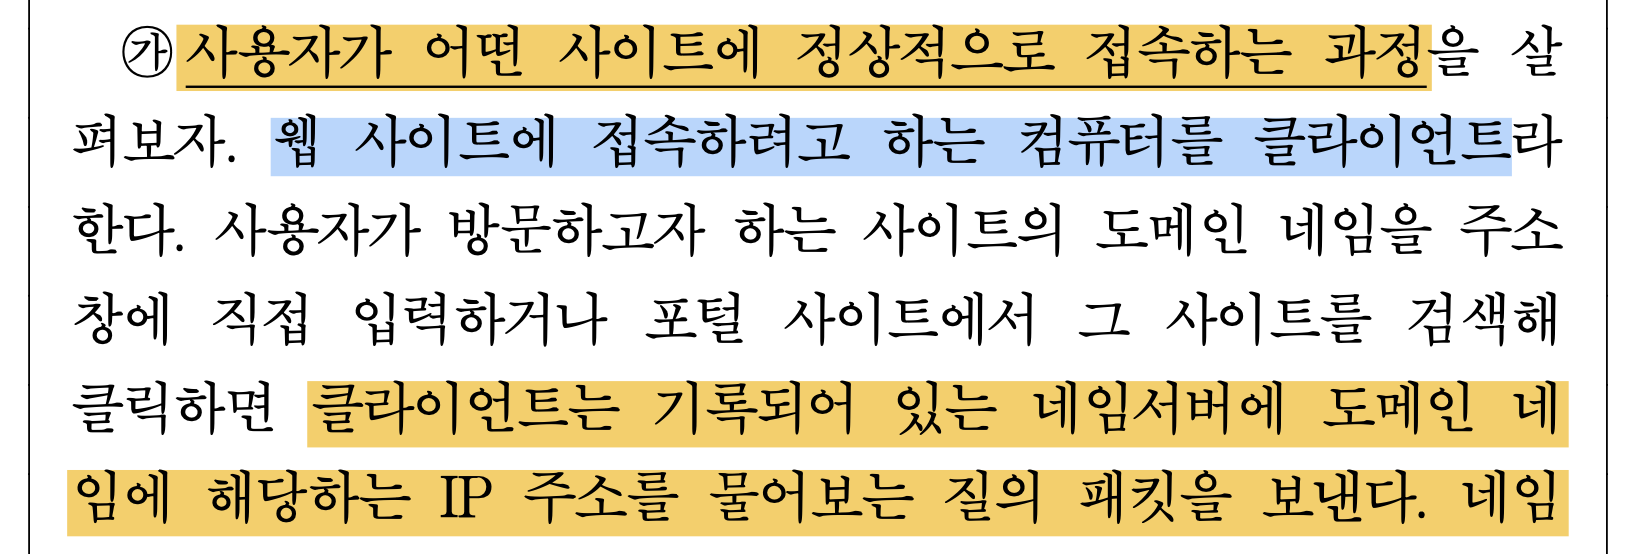 ㉮사용자가 어떤 사이트에 정상적으로 접속하는 과정을 살
펴보자. 웹 사이트에 접속하려고 하는 컴퓨터를 클라이언트라
한다. 사용자가 방문하고자 하는 사이트의 도메인 네임을 주소
창에 직접 입력하거나 포털 사이트에서 그 사이트를 검색해
클릭하면 클라이언트는 기록되어 있는 네임서버에 도메인 네
임에 해당하는 IP 주소를 물어보는 질의 패킷을 보낸다. 네임